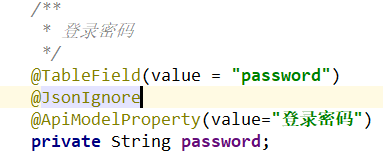 /**
* 登录密码
*/
@TableField(value = "password")
@JsonIgnore
@ApiModelProperty(value="登录密码")
private String password;